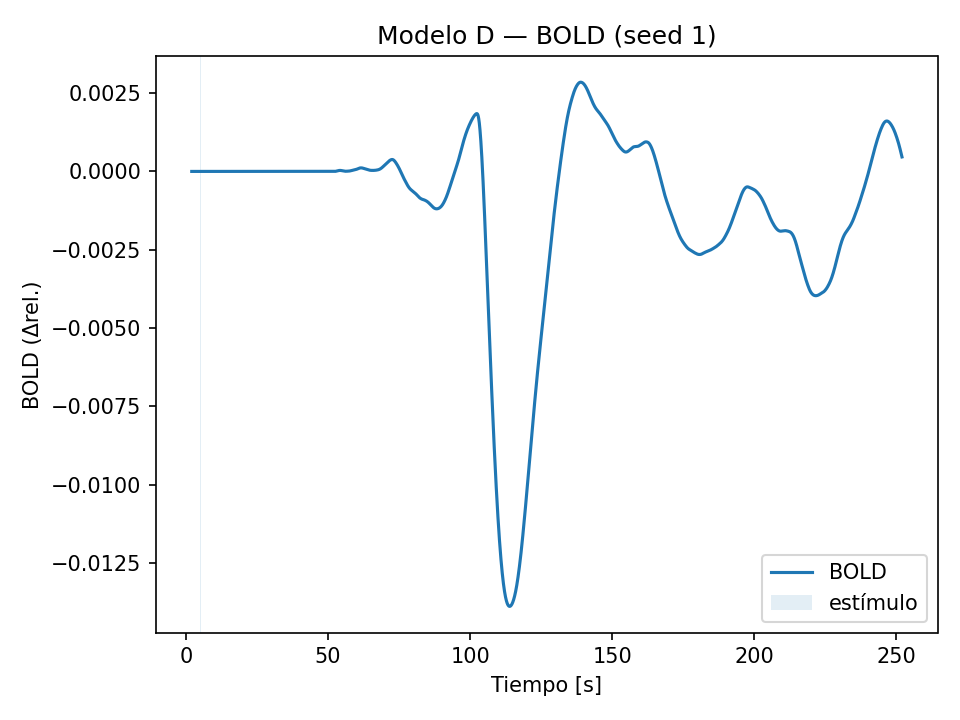 Modelo D — BOLD (seed 1)
BOLD (Δrel.)
0.0025
0.0000
−0.0025
−0.0050
−0.0075
−0.0100
−0.0125
0
50
100
150
200
250
Tiempo [s]
BOLD
estímulo